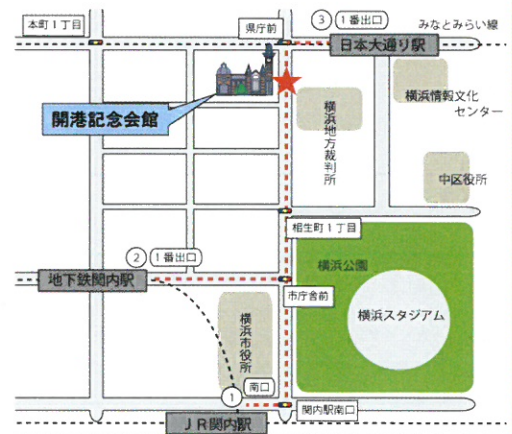 本町1丁目
県庁前
③ 1番出口
みなとみらい線
日本大通り駅
開港記念会館
横浜地方裁判所
横浜情報文化
センター
中区役所
相生町1丁目
② 1番出口
地下鉄関内駅
横浜公園
市庁舎前
横浜スタジアム
横浜市役所
① 南口
関内駅南口
JR関内駅